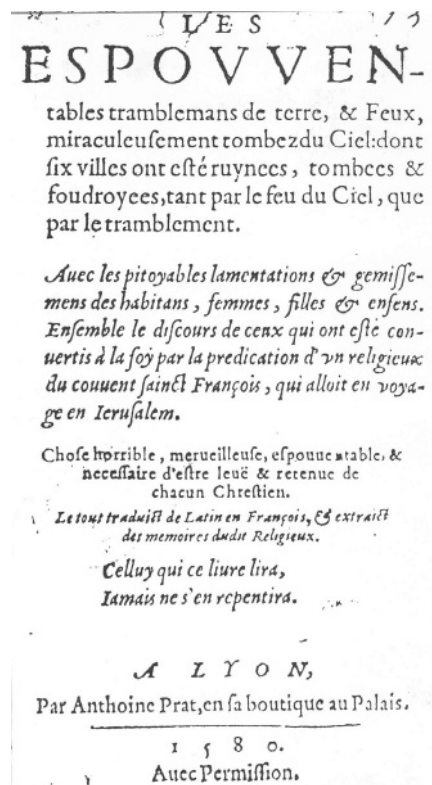 LES
ESPOVVEN-
tables tramblemans de terre, & Feux,
miraculeuſement tombez du Ciel: dont
ſix villes ont eſté ruynees, tombees &
foudroyees, tant par le feu du Ciel, que
par le tramblement.
Auec les pitoyables lamentations & gemiſſe-
mens des habitans, femmes, filles & enfens.
Enſemble le diſcours de ceux qui ont eſté con-
uertis à la foy par la predication d'vn religieux
du couuent ſainct François, qui alloit en voya-
ge en Ieruſalem.
Choſe horrible, merueilleuſe, eſpouuentable, &
neceſſaire d'eſtre leuë & retenue de
chacun Chreſtien.
Le tout traduict de Latin en François, & extraict
des memoires dudit Religieux.
Celluy qui ce liure lira,
Iamais ne s'en repentira.
A LYON,
Par Anthoine Prat, en ſa boutique au Palais.
1580.
Auec Permiſſion.